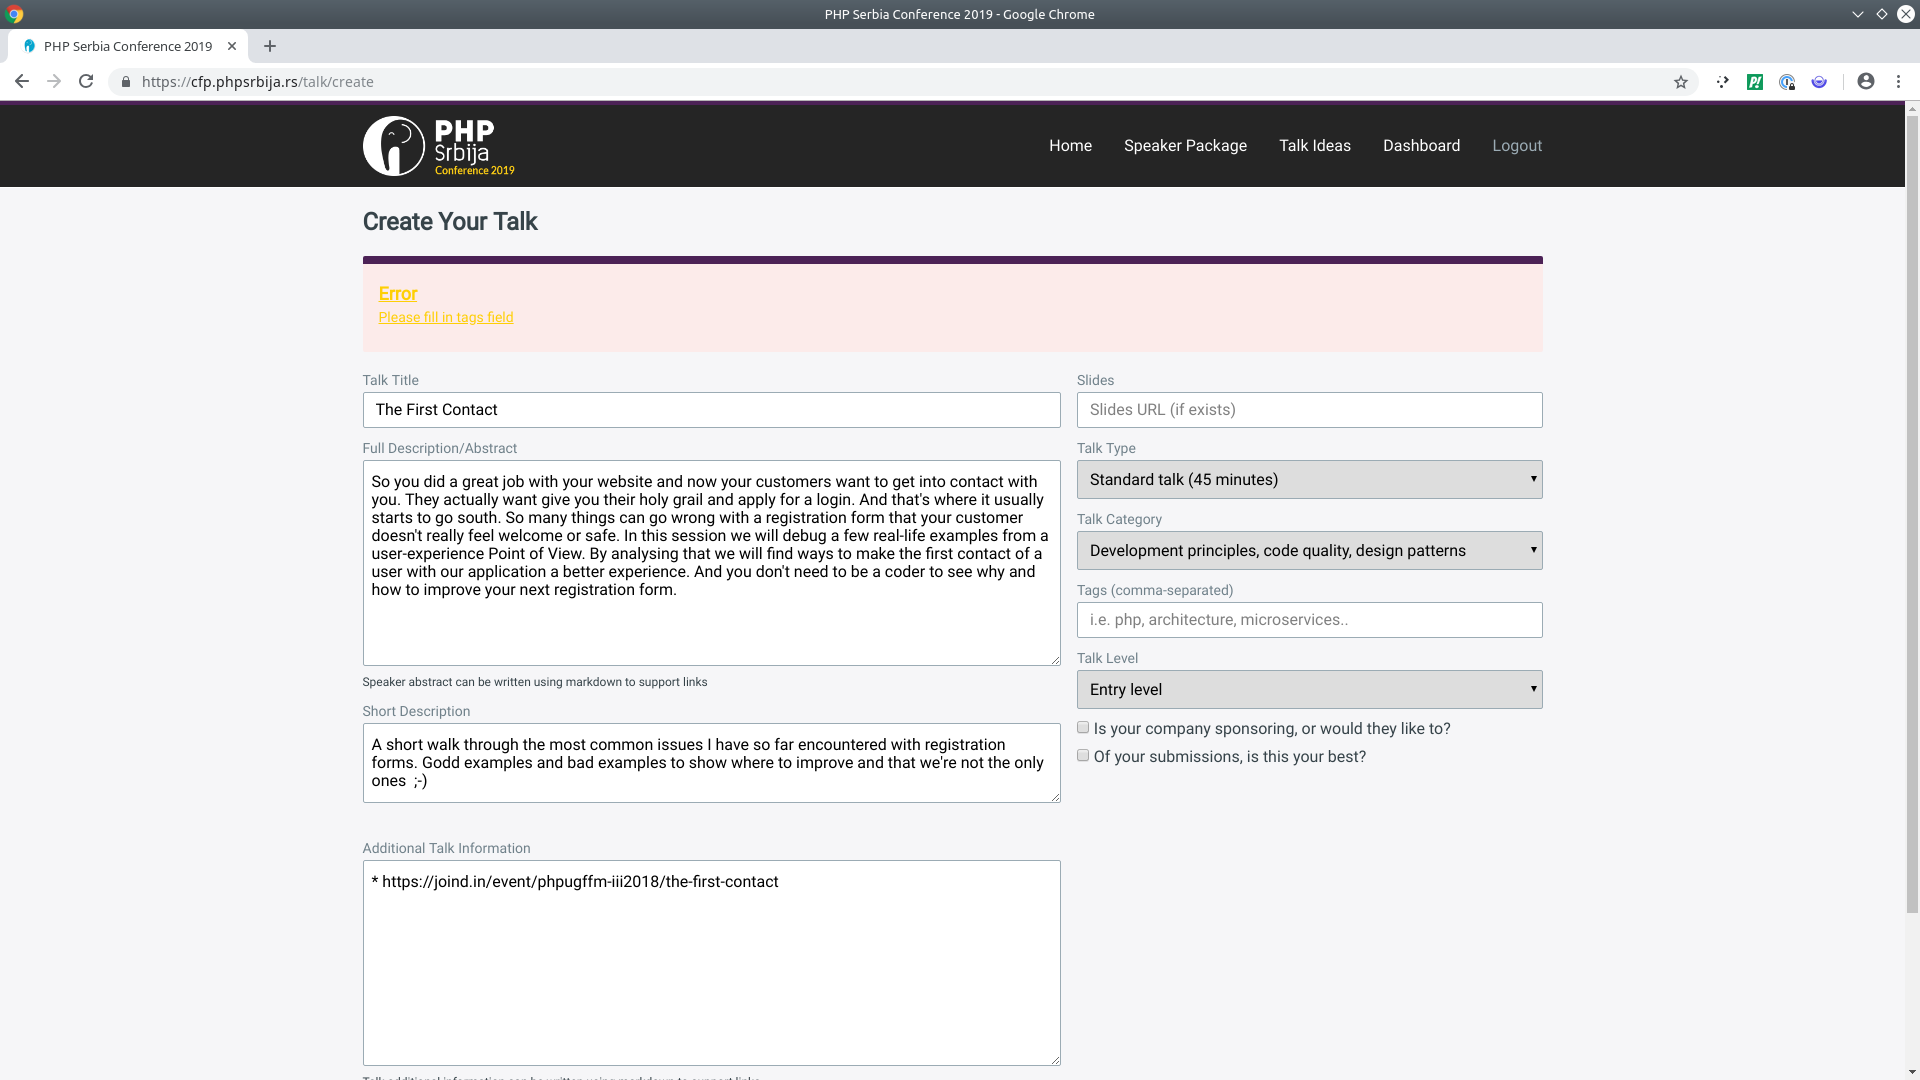 PHP Serbia Conference 2019 - Google Chrome
PHP Serbia Conference 2019
https://cfp.phpsrbija.rs/talk/create
P!
PHP
Srbija
Conference 2019
Home
Speaker Package
Talk Ideas
Dashboard
Logout
Create Your Talk
Error
Please fill in tags field
Talk Title
The First Contact
Full Description/Abstract
So you did a great job with your website and now your customers want to get into contact with
you. They actually want give you their holy grail and apply for a login. And that's where it usually
starts to go south. So many things can go wrong with a registration form that your customer
doesn't really feel welcome or safe. In this session we will debug a few real-life examples from a
user-experience Point of View. By analysing that we will find ways to make the first contact of a
user with our application a better experience. And you don't need to be a coder to see why and
how to improve your next registration form.
Speaker abstract can be written using markdown to support links
Short Description
A short walk through the most common issues I have so far encountered with registration
forms. Godd examples and bad examples to show where to improve and that we're not the only
ones  ;-)
Additional Talk Information
* https://joind.in/event/phpugffm-iii2018/the-first-contact
Talk additional information can be written using markdown to support links
Slides
Slides URL (if exists)
Talk Type
Standard talk (45 minutes)
Talk Category
Development principles, code quality, design patterns
Tags (comma-separated)
i.e. php, architecture, microservices..
Talk Level
Entry level
Is your company sponsoring, or would they like to?
Of your submissions, is this your best?